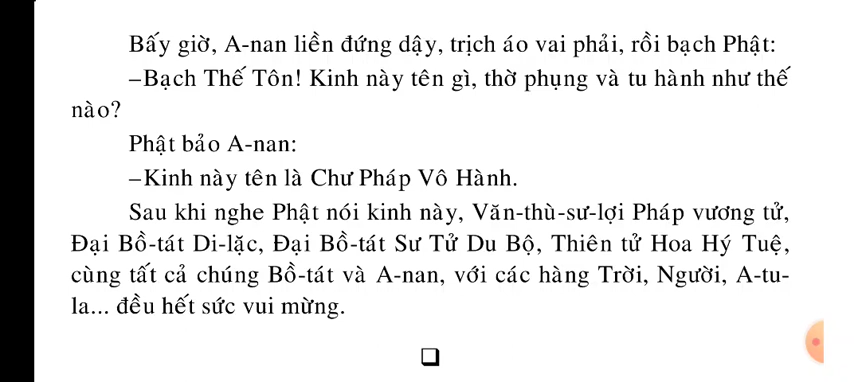 Bấy giờ, A-nan liền đứng dậy, trịch áo vai phải, rồi bạch Phật:
–Bạch Thế Tôn! Kinh này tên gì, thờ phụng và tu hành như thế
nào?
Phật bảo A-nan:
–Kinh này tên là Chư Pháp Vô Hành.
Sau khi nghe Phật nói kinh này, Văn-thù-sư-lợi Pháp vương tử,
Đại Bồ-tát Di-lặc, Đại Bồ-tát Sư Tử Du Bộ, Thiên tử Hoa Hý Tuệ,
cùng tất cả chúng Bồ-tát và A-nan, với các hàng Trời, Người, A-tu-
la... đều hết sức vui mừng.